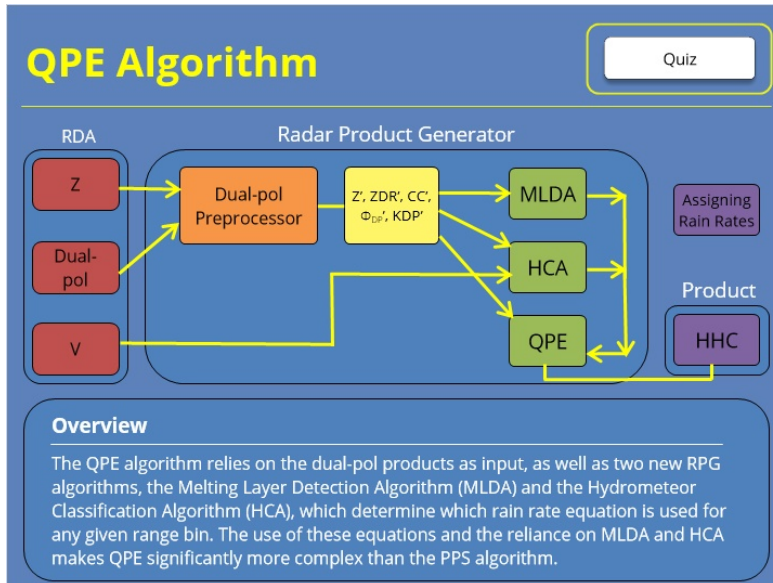 QPE Algorithm
Quiz
RDA
Radar Product Generator
Z
Dual-pol
Preprocessor
Z', ZDR', CC',
ΦDP', KDP'
MLDA
Assigning
Rain Rates
Dual-
pol
HCA
Product
V
QPE
HHC
Overview
The QPE algorithm relies on the dual-pol products as input, as well as two new RPG
algorithms, the Melting Layer Detection Algorithm (MLDA) and the Hydrometeor
Classification Algorithm (HCA), which determine which rain rate equation is used for
any given range bin. The use of these equations and the reliance on MLDA and HCA
makes QPE significantly more complex than the PPS algorithm.